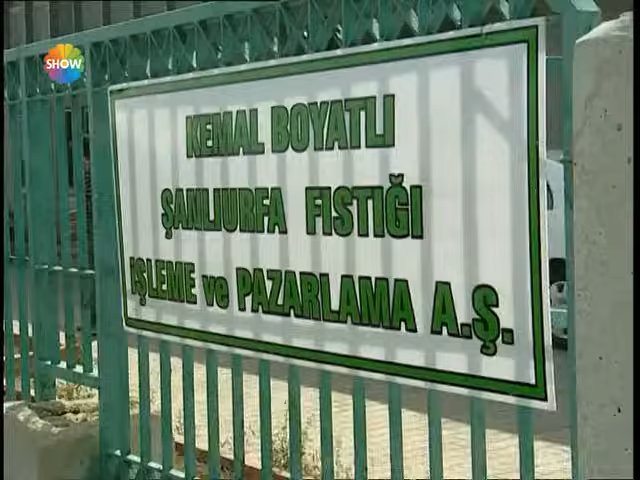 SHOW
KEMAL BOYATLI
ŞANLIURFA FISTIĞI
İŞLEME ve PAZARLAMA A.Ş.